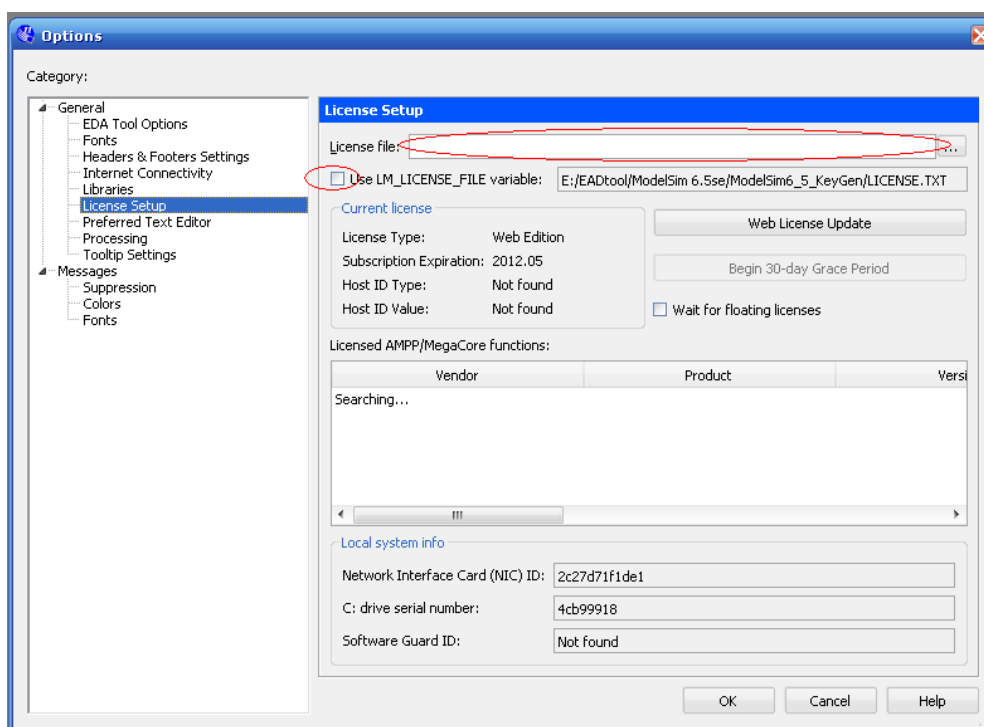 Options
Category:
General
EDA Tool Options
Fonts
Headers & Footers Settings
Internet Connectivity
Libraries
License Setup
Preferred Text Editor
Processing
Tooltip Settings
Messages
Suppression
Colors
Fonts
License Setup
License file:
...
Use LM_LICENSE_FILE variable: E:/EADtool/ModelSim 6.5se/ModelSim6_5_KeyGen/LICENSE.TXT
Current license
License Type: Web Edition
Subscription Expiration: 2012.05
Host ID Type: Not found
Host ID Value: Not found
Web License Update
Begin 30-day Grace Period
Wait for floating licenses
Licensed AMPP/MegaCore functions:
Vendor Product Versi
Searching...
Local system info
Network Interface Card (NIC) ID: 2c27d71f1de1
C: drive serial number: 4cb99918
Software Guard ID: Not found
OK Cancel Help